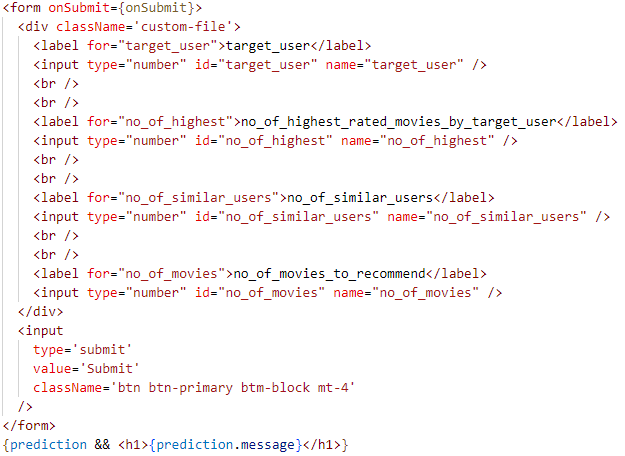 <form onSubmit={onSubmit}>
<div className='custom-file'>
<label for="target_user">target_user</label>
<input type="number" id="target_user" name="target_user" />
<br />
<br />
<label for="no_of_highest">no_of_highest_rated_movies_by_target_user</label>
<input type="number" id="no_of_highest" name="no_of_highest" />
<br />
<br />
<label for="no_of_similar_users">no_of_similar_users</label>
<input type="number" id="no_of_similar_users" name="no_of_similar_users" />
<br />
<br />
<label for="no_of_movies">no_of_movies_to_recommend</label>
<input type="number" id="no_of_movies" name="no_of_movies" />
</div>
<input
type='submit'
value='Submit'
className='btn btn-primary btm-block mt-4'
/>
</form>
{prediction && <h1>{prediction.message}</h1>}